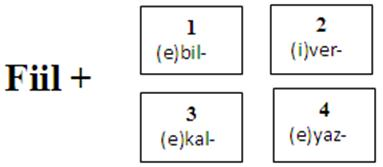 1
(e)bil-
2
(i)ver-
Fiil +
3
(e)kal-
4
(e)yaz-